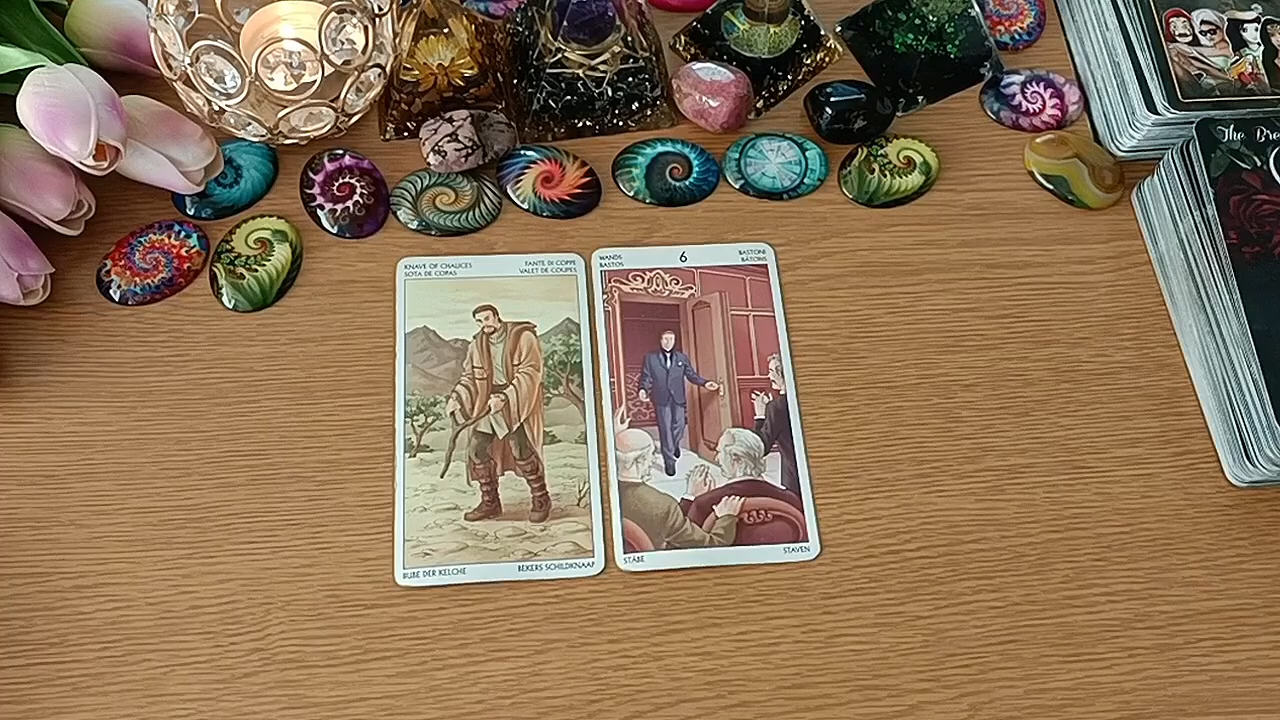 KNAVE OF CHALICES
SOTA DE COPAS
FANTE DI COPPE
VALET DE COUPES
BUBE DER KELCHE
BEKERS SCHILDKNAAP
WANDS
BASTOS
6
BASTONI
BÂTONS
STÄBE
STAVEN
The Bre